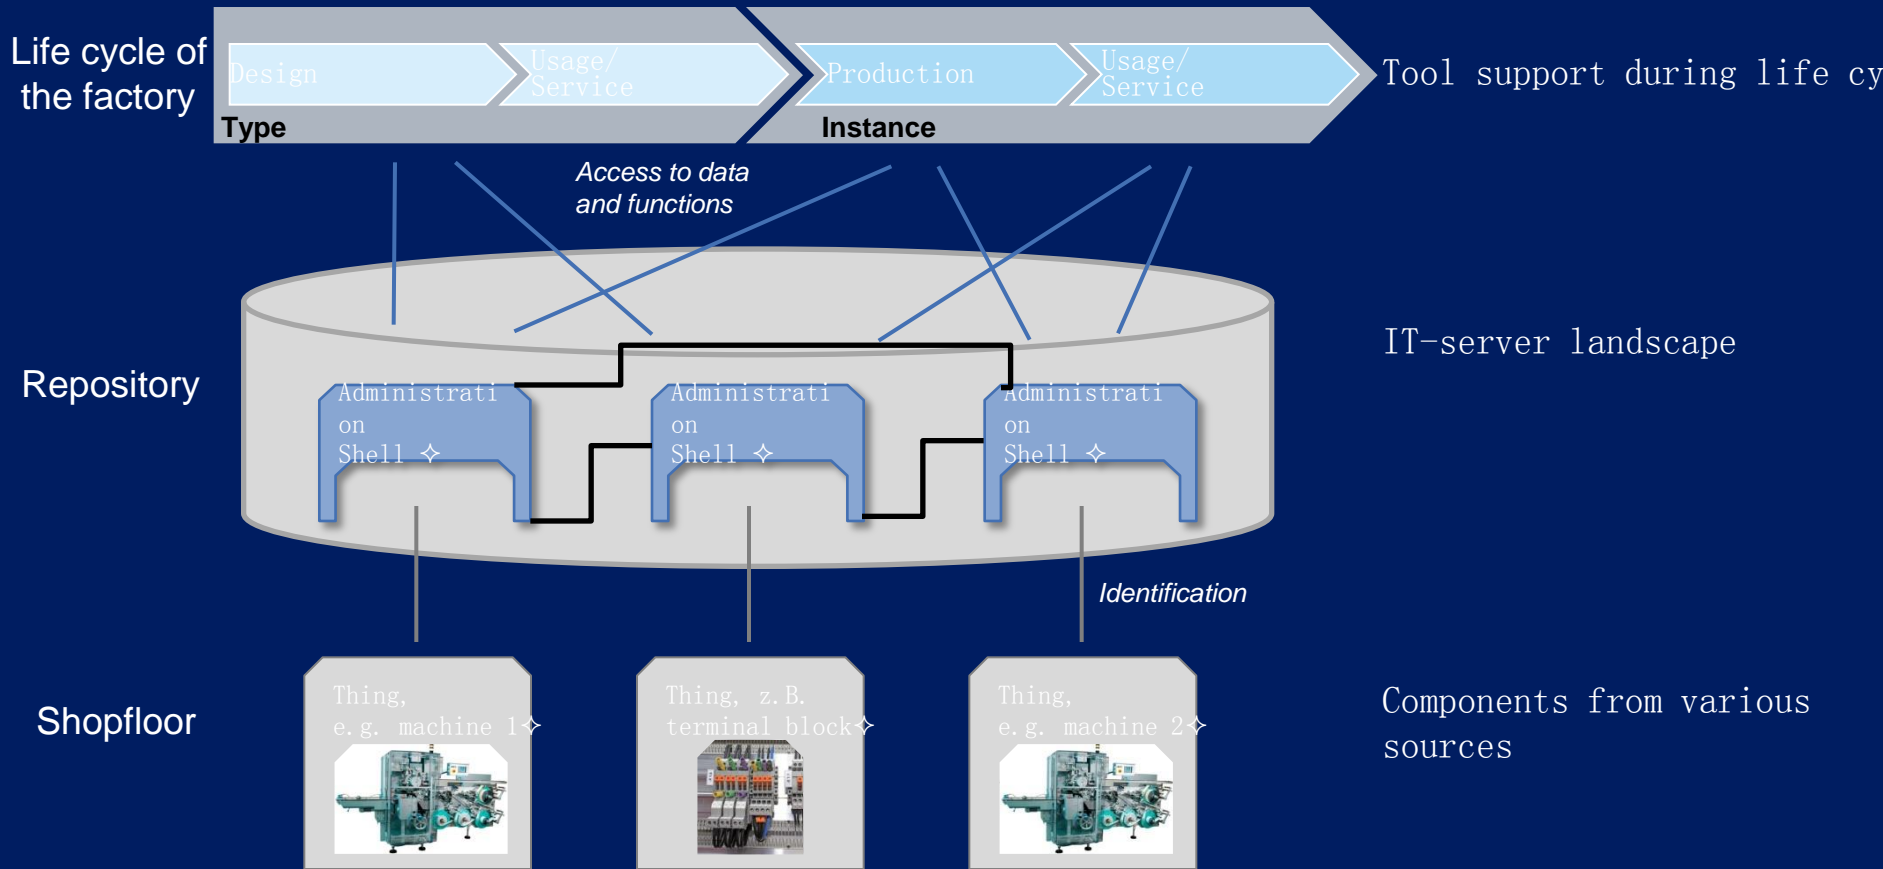 Life cycle of
the factory
Design
Usage/
Service
Production
Usage/
Service
Type
Instance
Tool support during life cy
Access to data
and functions
IT-server landscape
Repository
Administrati
on
Shell ✧
Administrati
on
Shell ✧
Administrati
on
Shell ✧
Identification
Shopfloor
Thing,
e.g. machine 1✧
Thing, z.B.
terminal block✧
Thing,
e.g. machine 2✧
Components from various
sources